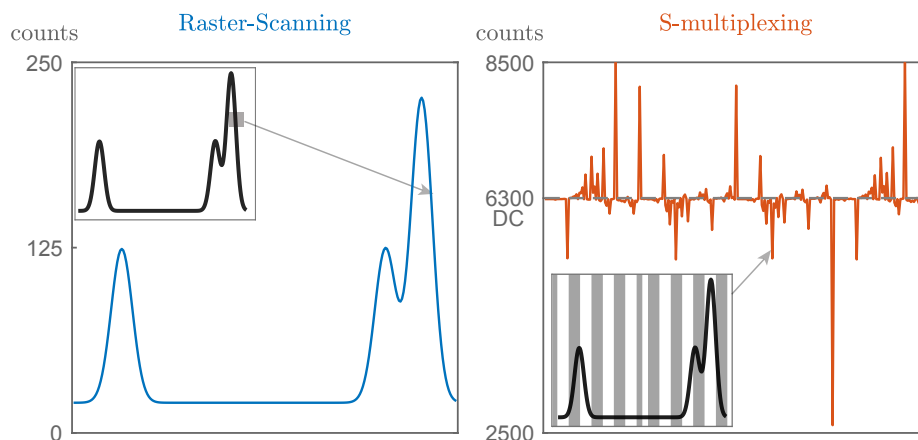 Raster-Scanning
counts
250
125
0
S-multiplexing
counts
8500
6300
DC
2500